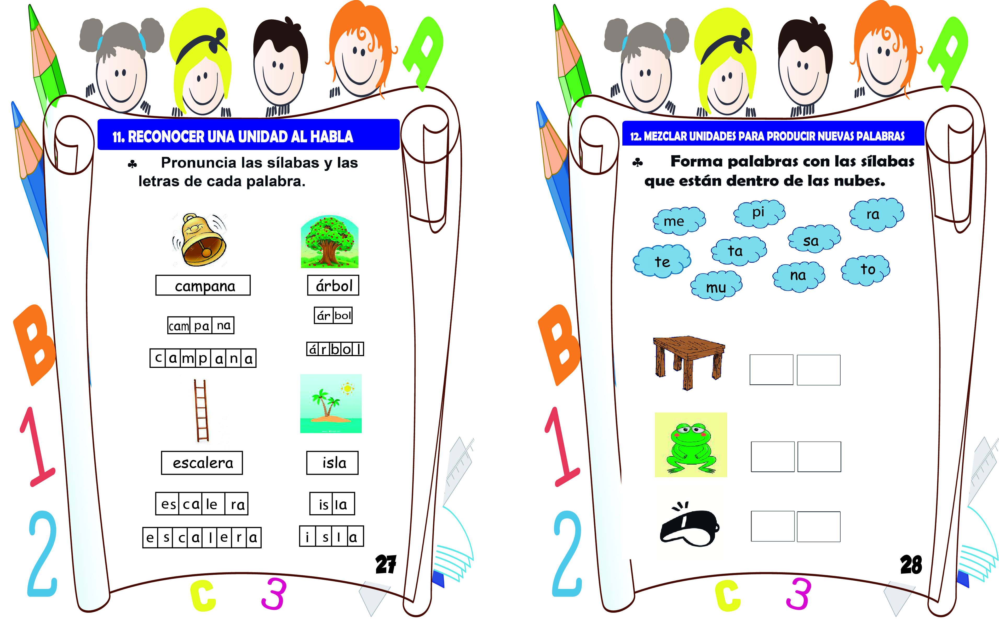 11. RECONOCER UNA UNIDAD AL HABLA
♣ Pronuncia las sílabas y las
letras de cada palabra.
campana
árbol
cam pa na
ár bol
c a m p a n a
á r b o l
escalera
isla
es ca le ra
is la
e s c a l e r a
i s l a
27
A
B
1
2
C
3
12. MEZCLAR UNIDADES PARA PRODUCIR NUEVAS PALABRAS
♣ Forma palabras con las sílabas
que están dentro de las nubes.
me
pi
ra
te
ta
sa
mu
na
to
28
A
B
1
2
C
3